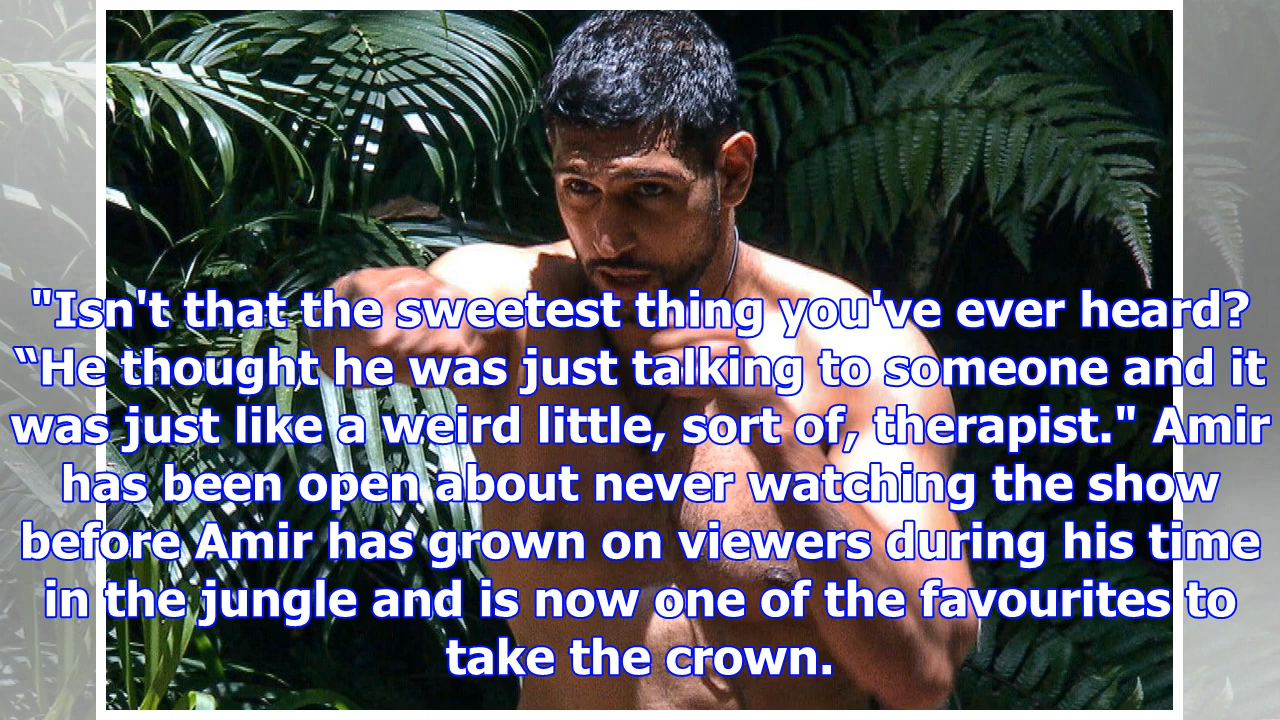 "Isn't that the sweetest thing you've ever heard?
“He thought he was just talking to someone and it
was just like a weird little, sort of, therapist." Amir
has been open about never watching the show
before Amir has grown on viewers during his time
in the jungle and is now one of the favourites to
take the crown.